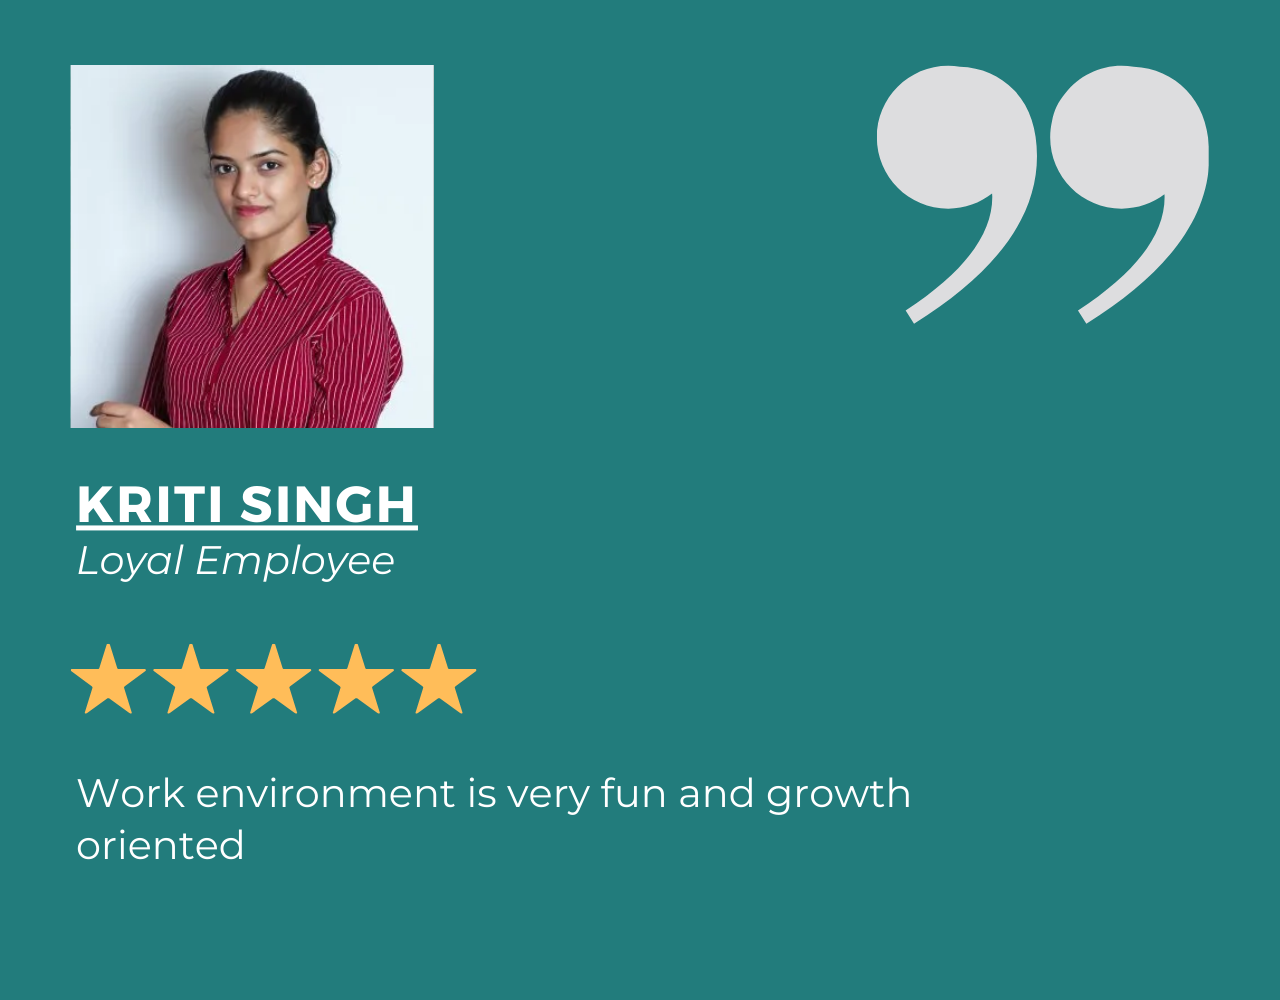 KRITI SINGH
Loyal Employee
Work environment is very fun and growth
oriented